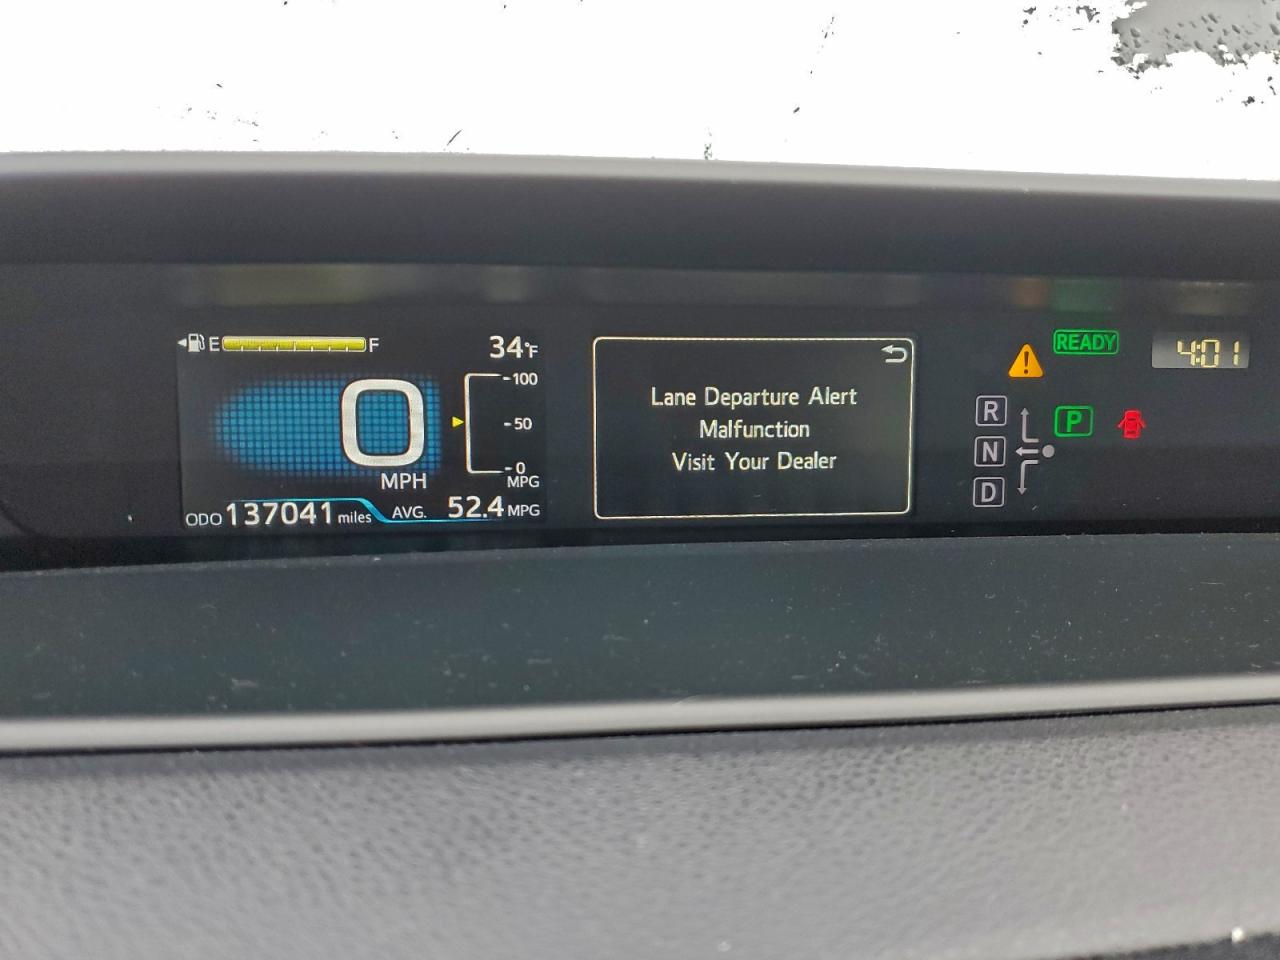 E F
34°F
100
50
0
MPG
0
MPH
ODO 137041 miles
AVG. 52.4 MPG
Lane Departure Alert
Malfunction
Visit Your Dealer
READY
4:01
R
N
D
P